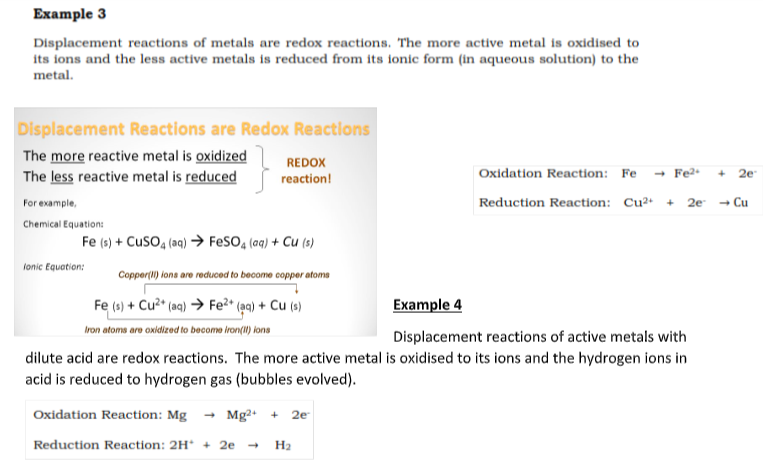 Example 3
Displacement reactions of metals are redox reactions. The more active metal is oxidised to
its ions and the less active metals is reduced from its ionic form (in aqueous solution) to the
metal.
Displacement Reactions are Redox Reactions
The more reactive metal is oxidized
The less reactive metal is reduced
REDOX
reaction!
For example,
Chemical Equation:
Fe (s) + CuSO₄ (aq) → FeSO₄ (aq) + Cu (s)
Ionic Equation:
Copper(II) ions are reduced to become copper atoms
Fe (s) + Cu²⁺ (aq) → Fe²⁺ (aq) + Cu (s)
Iron atoms are oxidized to become iron(II) ions
Oxidation Reaction: Fe → Fe²⁺ + 2e⁻
Reduction Reaction: Cu²⁺ + 2e⁻ → Cu
Example 4
Displacement reactions of active metals with
dilute acid are redox reactions. The more active metal is oxidised to its ions and the hydrogen ions in
acid is reduced to hydrogen gas (bubbles evolved).
Oxidation Reaction: Mg → Mg²⁺ + 2e⁻
Reduction Reaction: 2H⁺ + 2e → H₂